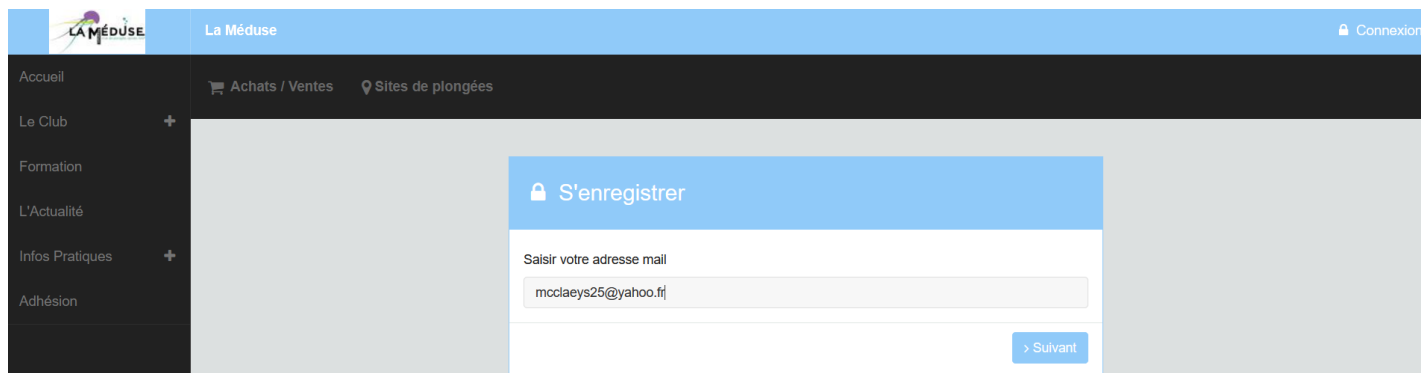 LA MÉDUSE
La Méduse
Connexion
Accueil
Achats / Ventes
Sites de plongées
Le Club
Formation
L'Actualité
Infos Pratiques
Adhésion
S'enregistrer
Saisir votre adresse mail
mcclaeys25@yahoo.fr
> Suivant